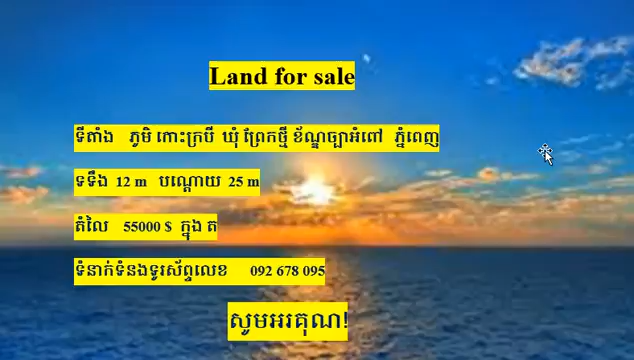 Land for sale
ទីតាំង ភូមិ កោះក្របី ឃុំ ព្រែកថ្មី ខ័ណ្ឌច្បាអំពៅ ភ្នំពេញ
ទទឹង 12 m បណ្តោយ 25 m
តំលៃ 55000 $ ក្នុង ត
ទំនាក់ទំនងទូរស័ព្ទលេខ 092 678 095
សូមអរគុណ!